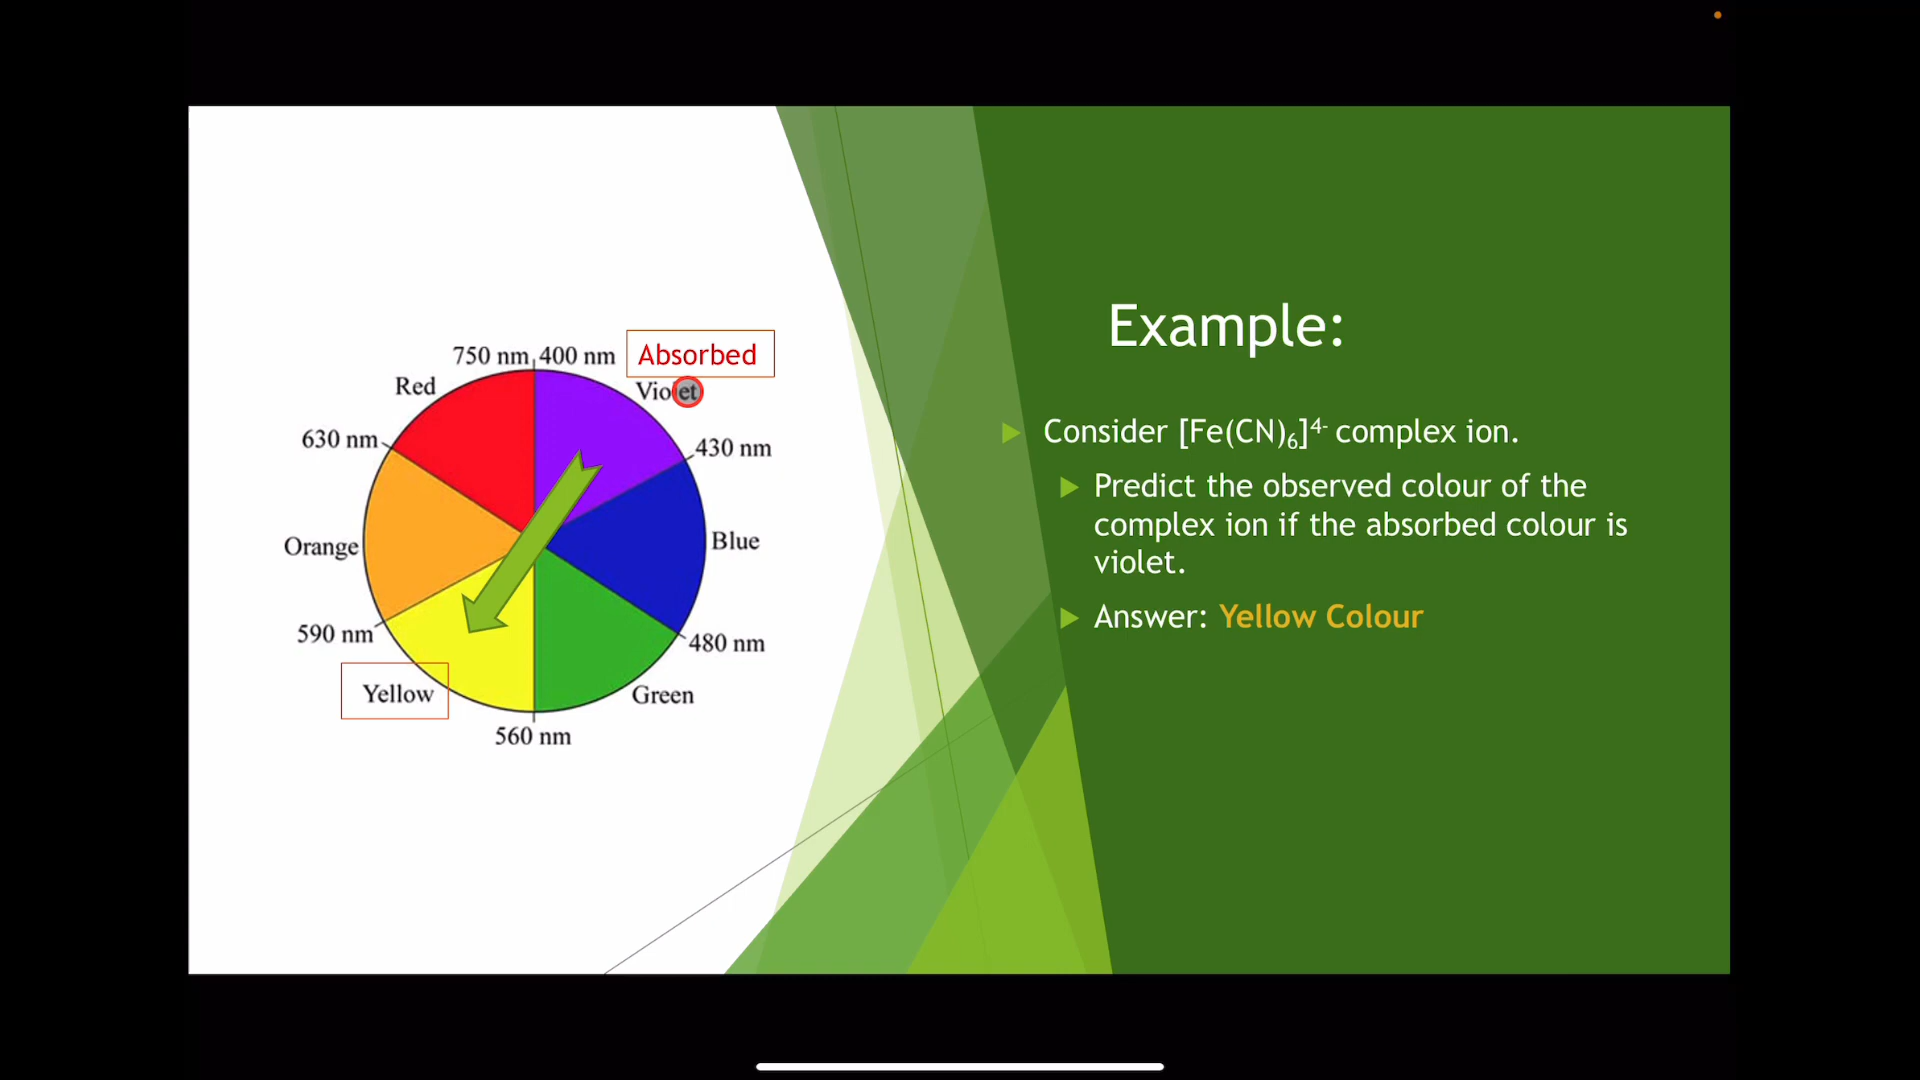 750 nm 400 nm
Absorbed
Red
Violet
630 nm
430 nm
Orange
Blue
590 nm
480 nm
Yellow
Green
560 nm
Example:
Consider [Fe(CN)₆]⁴⁻ complex ion.
Predict the observed colour of the
complex ion if the absorbed colour is
violet.
Answer: Yellow Colour